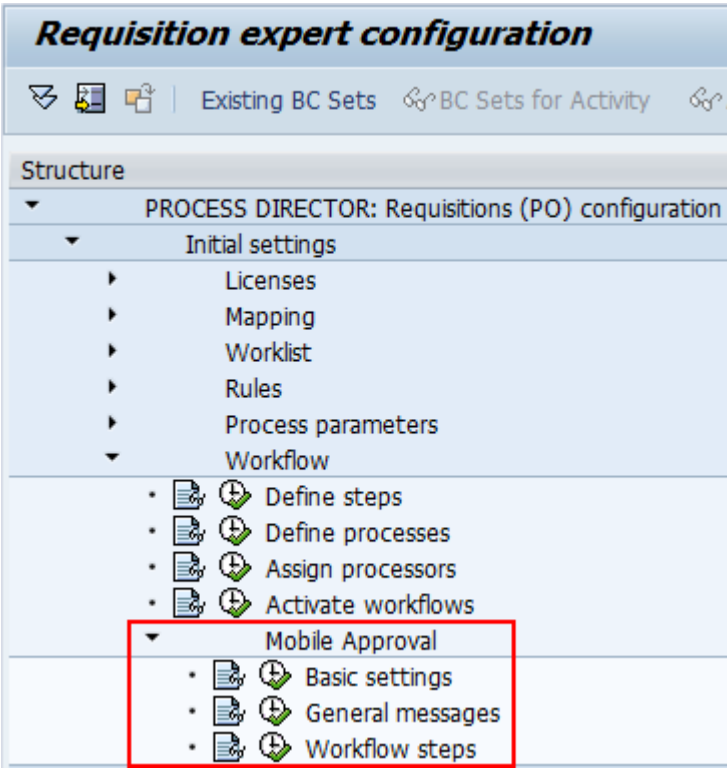 Requisition expert configuration
Existing BC Sets BC Sets for Activity
Structure
PROCESS DIRECTOR: Requisitions (PO) configuration
Initial settings
Licenses
Mapping
Worklist
Rules
Process parameters
Workflow
Define steps
Define processes
Assign processors
Activate workflows
Mobile Approval
Basic settings
General messages
Workflow steps